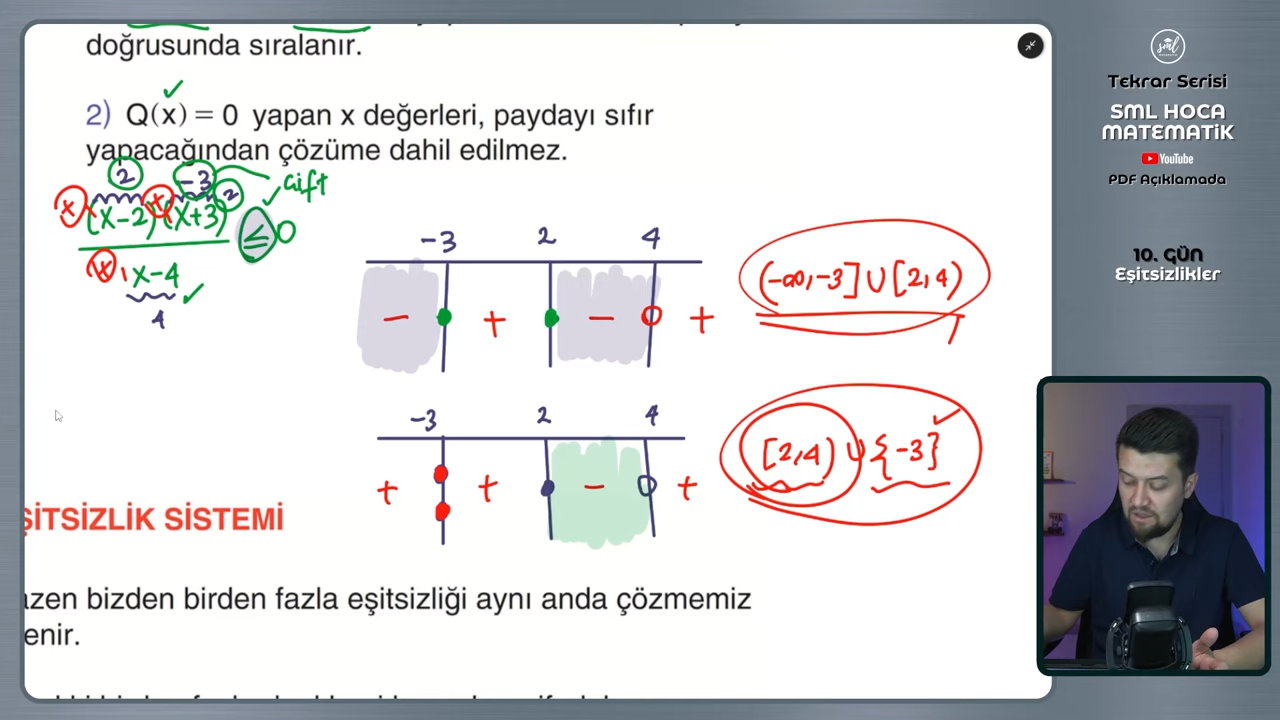 doğrusunda sıralanır.
2) Q(x) = 0 yapan x değerleri, paydayı sıfır
yapacağından çözüme dahil edilmez.
2 -3 2 çift
(x-2) (x+3) ≤ 0
x-4
4
-3 2 4
- + - +
(-∞,-3] U [2,4)
-3 2 4
+ + - +
[2,4) U {-3}
ŞİTSİZLİK SİSTEMİ
azen bizden birden fazla eşitsizliği aynı anda çözmemiz
enir.
sml
Tekrar Serisi
SML HOCA
MATEMATİK
YouTube
PDF Açıklamada
10. GÜN
Eşitsizlikler